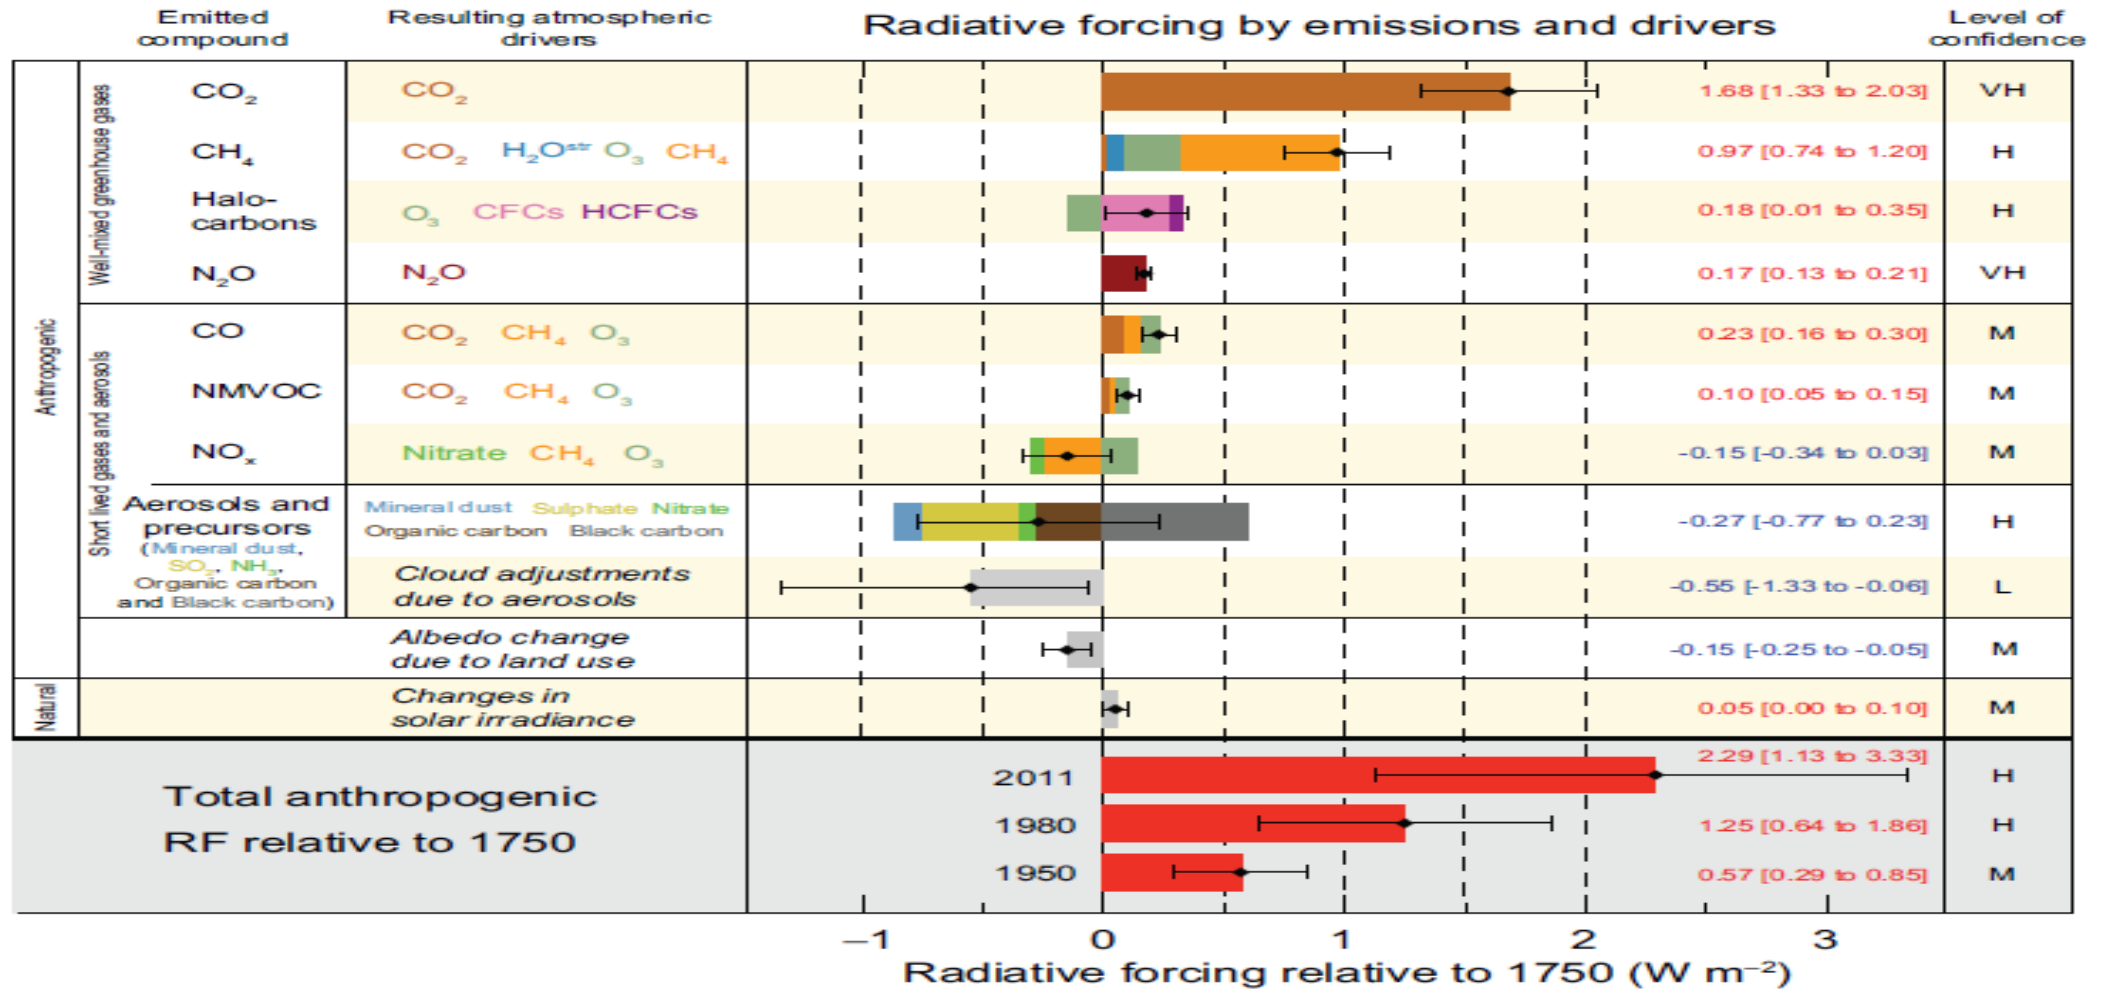 Emitted compound
Resulting atmospheric drivers
Radiative forcing by emissions and drivers
Level of confidence
Anthropogenic
Well-mixed greenhouse gases
CO₂ CO₂ 1.68 [1.33 to 2.03] VH
CH₄ CO₂ H₂Oˢᵗʳ O₃ CH₄ 0.97 [0.74 to 1.20] H
Halo-
carbons O₃ CFCs HCFCs 0.18 [0.01 to 0.35] H
N₂O N₂O 0.17 [0.13 to 0.21] VH
Short lived gases and aerosols
CO CO₂ CH₄ O₃ 0.23 [0.16 to 0.30] M
NMVOC CO₂ CH₄ O₃ 0.10 [0.05 to 0.15] M
NOₓ Nitrate CH₄ O₃ -0.15 [-0.34 to 0.03] M
Aerosols and
precursors
(Mineral dust,
SO₂, NH₃,
Organic carbon
and Black carbon)
Mineral dust Sulphate Nitrate
Organic carbon Black carbon
-0.27 [-0.77 to 0.23] H
Cloud adjustments
due to aerosols
-0.55 [-1.33 to -0.06] L
Albedo change
due to land use
-0.15 [-0.25 to -0.05] M
Natural
Changes in
solar irradiance
0.05 [0.00 to 0.10] M
Total anthropogenic
RF relative to 1750
2011 2.29 [1.13 to 3.33] H
1980 1.25 [0.64 to 1.86] H
1950 0.57 [0.29 to 0.85] M
−1 0 1 2 3
Radiative forcing relative to 1750 (W m⁻²)